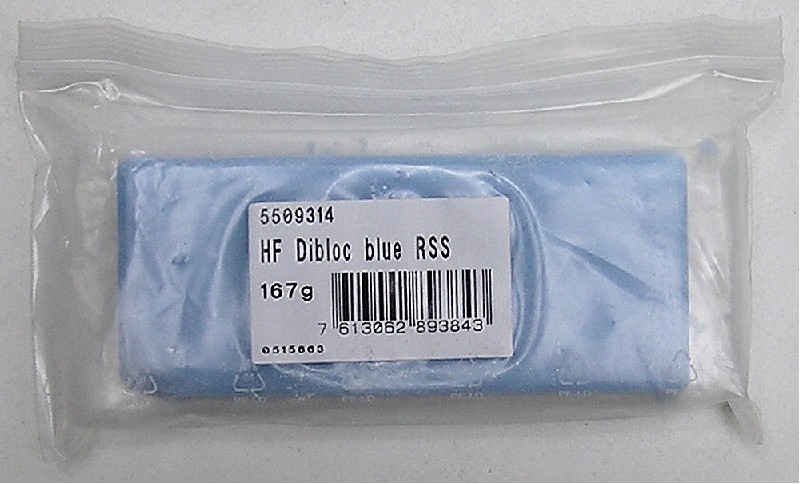 5509314
HF Dibloc blue RSS
167g
7 613062 893843
0515663